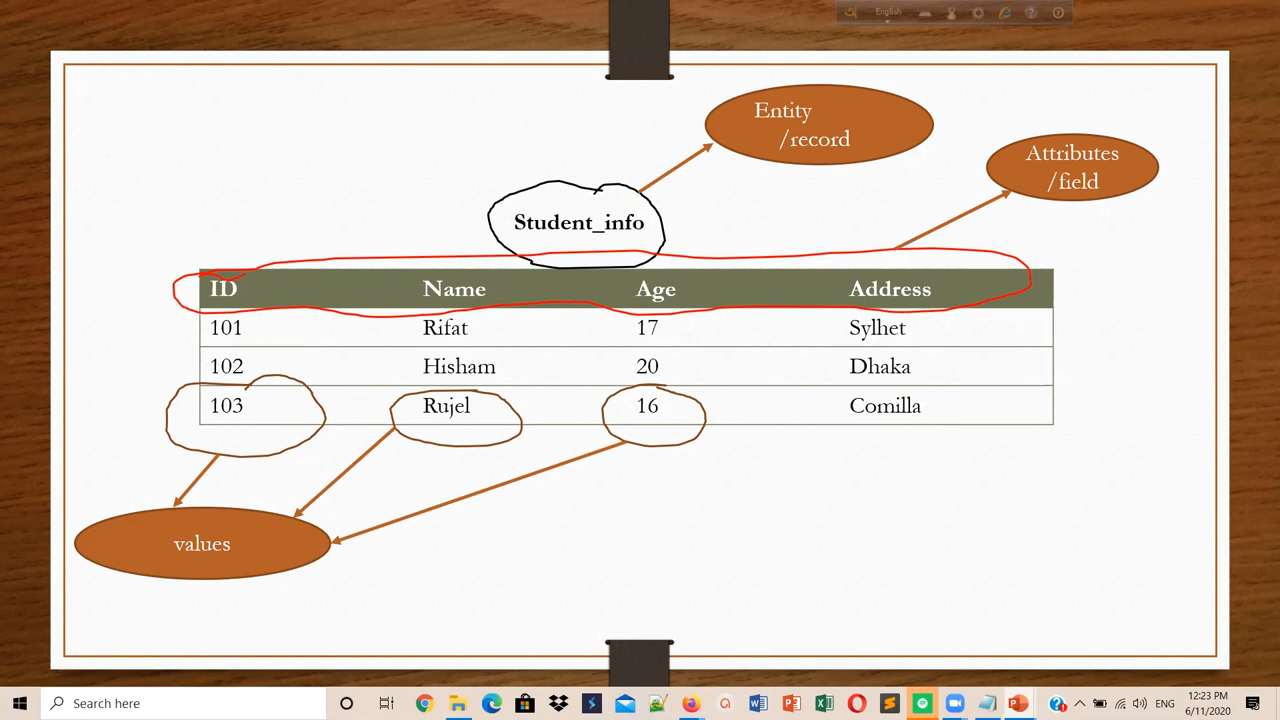 English
Entity
/record
Attributes
/field
Student_info
ID Name Age Address
101 Rifat 17 Sylhet
102 Hisham 20 Dhaka
103 Rujel 16 Comilla
values
Search here
ENG
12:23 PM
6/11/2020